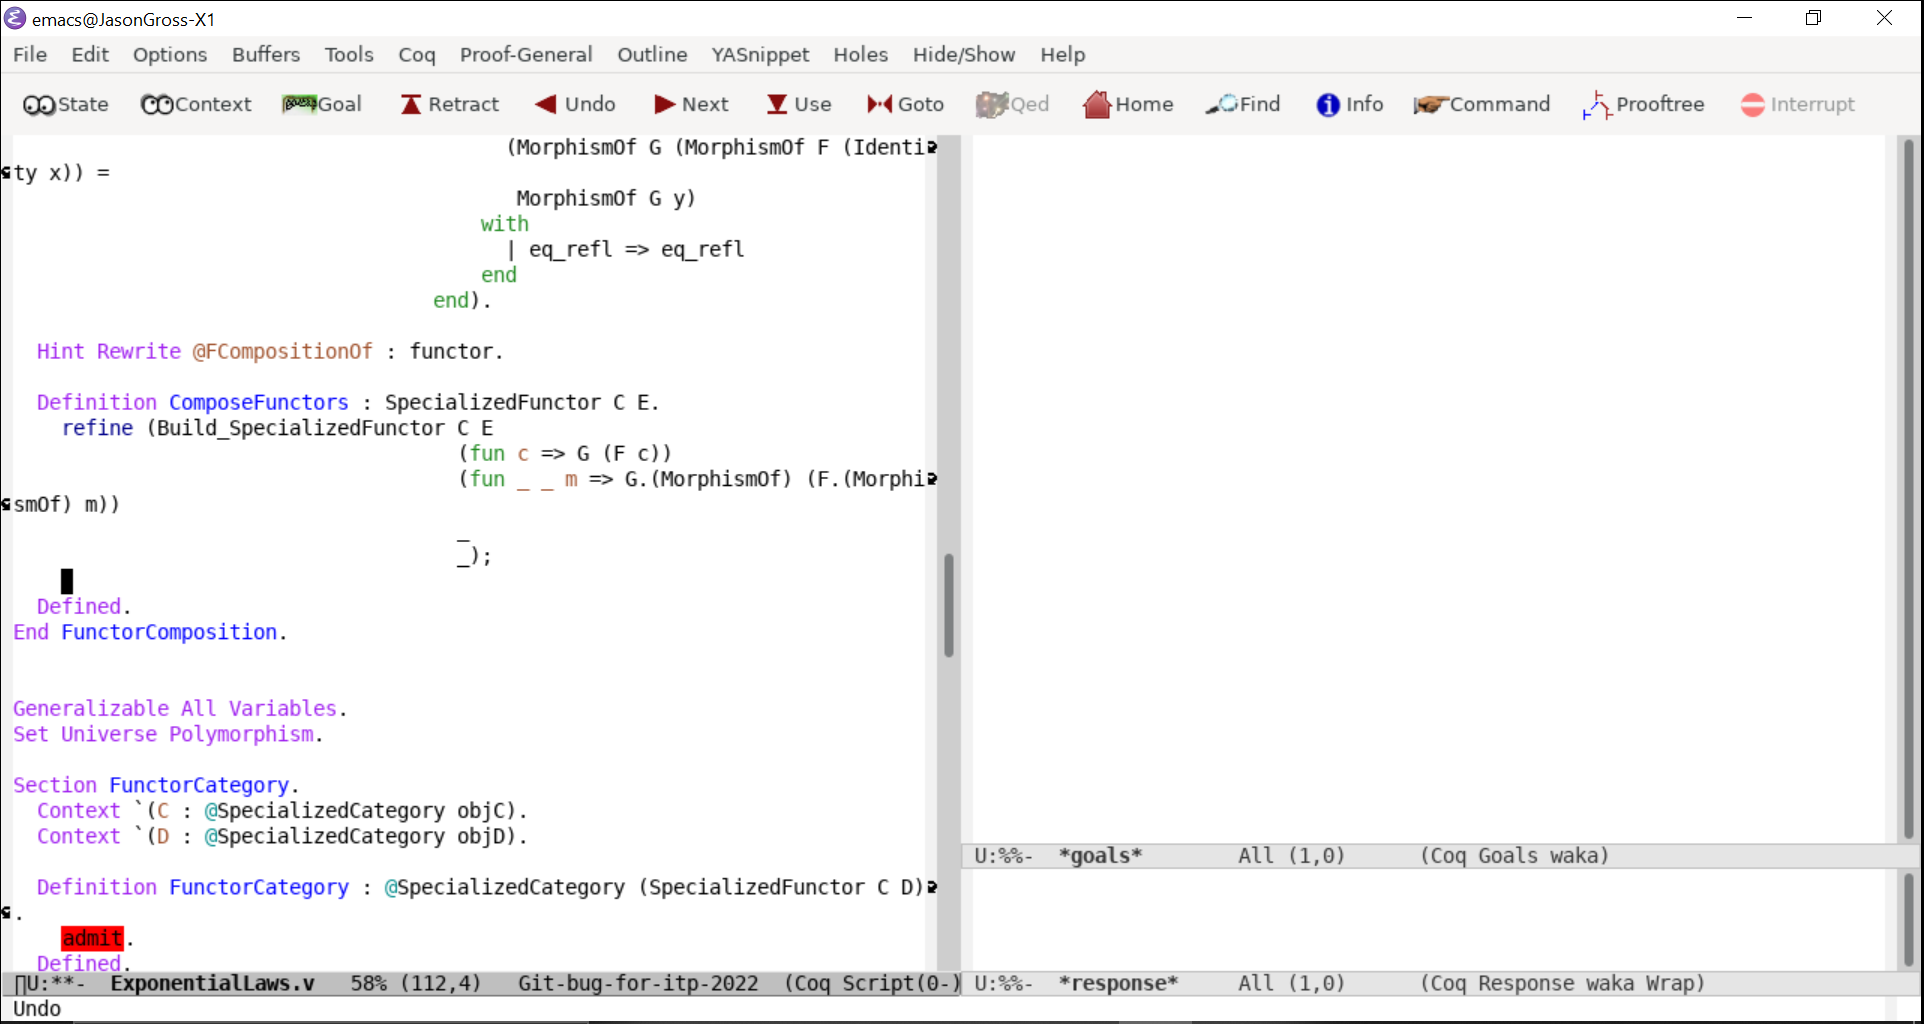 emacs@JasonGross-X1
File Edit Options Buffers Tools Coq Proof-General Outline YASnippet Holes Hide/Show Help
State Context Goal Retract Undo Next Use Goto Qed Home Find Info Command Prooftree Interrupt
(MorphismOf G (MorphismOf F (Identi
ty x)) =
MorphismOf G y)
with
| eq_refl => eq_refl
end
end).
Hint Rewrite @FCompositionOf : functor.
Definition ComposeFunctors : SpecializedFunctor C E.
refine (Build_SpecializedFunctor C E
(fun c => G (F c))
(fun _ _ m => G.(MorphismOf) (F.(Morphi
smOf) m))
_
_);
Defined.
End FunctorComposition.
Generalizable All Variables.
Set Universe Polymorphism.
Section FunctorCategory.
Context `(C : @SpecializedCategory objC).
Context `(D : @SpecializedCategory objD).
Definition FunctorCategory : @SpecializedCategory (SpecializedFunctor C D)
.
admit.
Defined.
U:**- ExponentialLaws.v 58% (112,4) Git-bug-for-itp-2022 (Coq Script(0-)
Undo
U:%%- *goals* All (1,0) (Coq Goals waka)
U:%%- *response* All (1,0) (Coq Response waka Wrap)